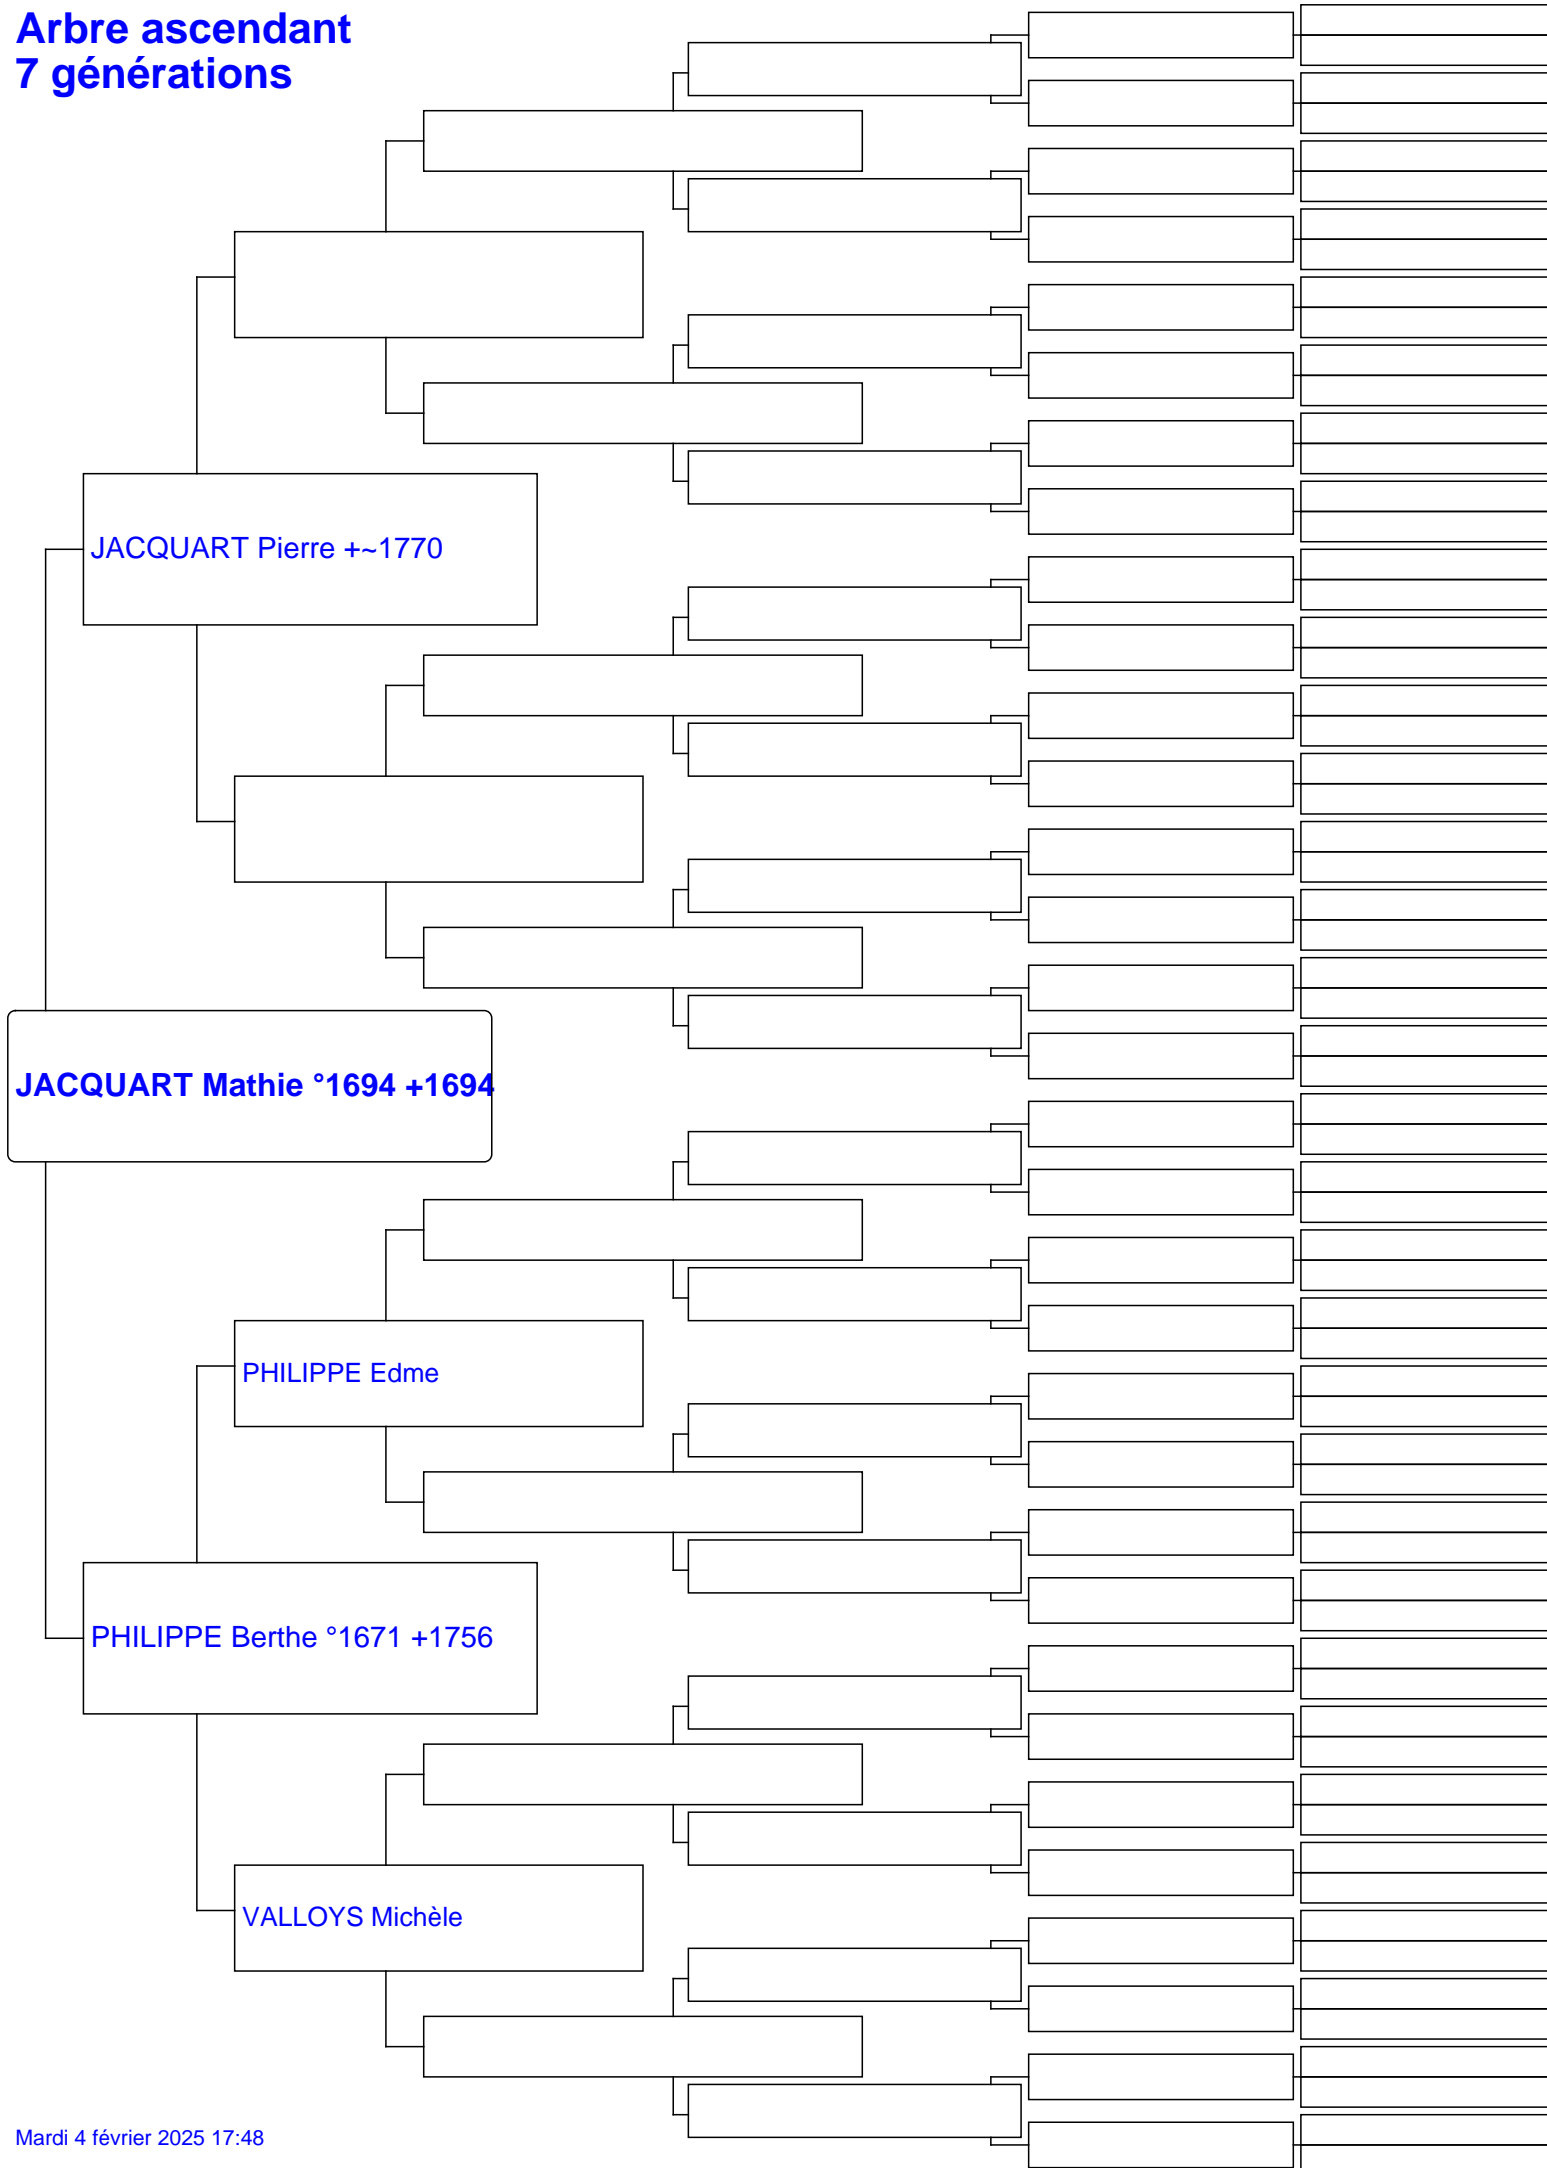 Arbre ascendant
7 générations
JACQUART Pierre +~1770
JACQUART Mathie °1694 +1694
PHILIPPE Edme
PHILIPPE Berthe °1671 +1756
VALLOYS Michèle
Mardi 4 février 2025 17:48